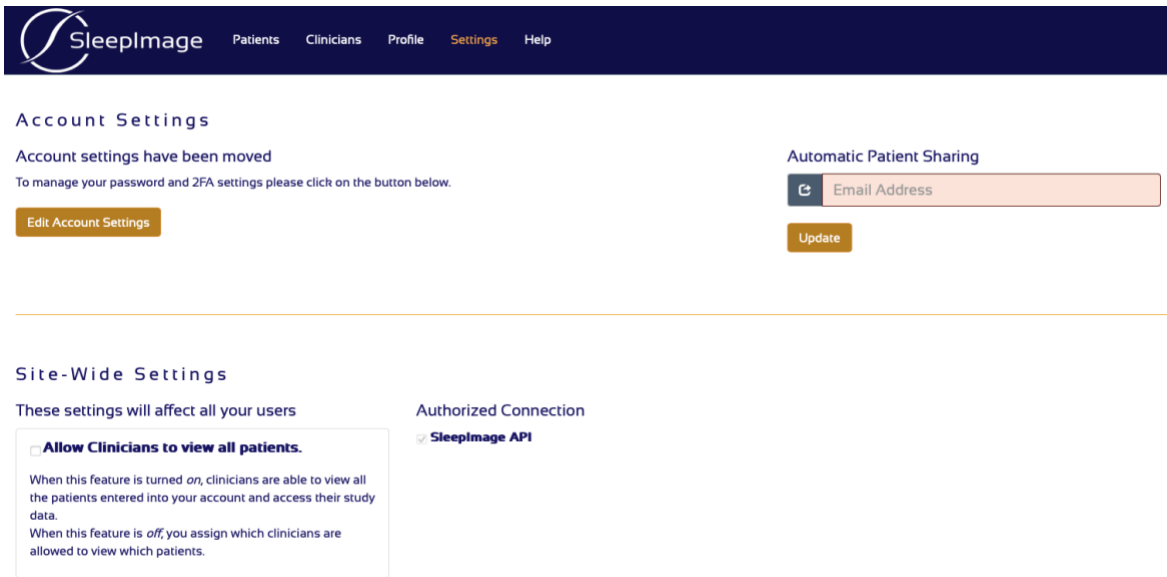 SleepImage Patients Clinicians Profile Settings Help
Account Settings
Account settings have been moved
To manage your password and 2FA settings please click on the button below.
Edit Account Settings
Automatic Patient Sharing
Email Address
Update
Site-Wide Settings
These settings will affect all your users
Allow Clinicians to view all patients.
When this feature is turned on, clinicians are able to view all
the patients entered into your account and access their study
data.
When this feature is off, you assign which clinicians are
allowed to view which patients.
Authorized Connection
SleepImage API